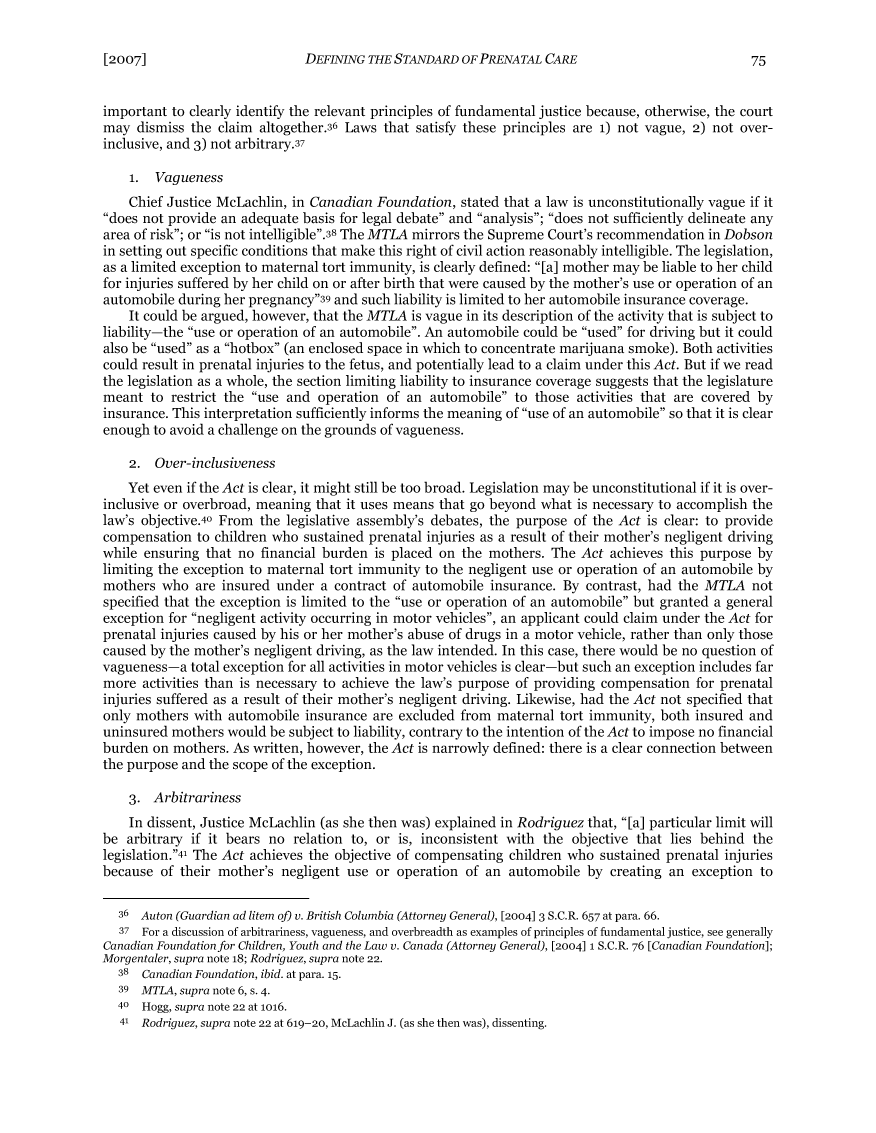 [2007] DEFINING THE STANDARD OF PRENATAL CARE 75
important to clearly identify the relevant principles of fundamental justice because, otherwise, the court
may dismiss the claim altogether.36 Laws that satisfy these principles are 1) not vague, 2) not over-
inclusive, and 3) not arbitrary.37
1. Vagueness
Chief Justice McLachlin, in Canadian Foundation, stated that a law is unconstitutionally vague if it
“does not provide an adequate basis for legal debate” and “analysis”; “does not sufficiently delineate any
area of risk”; or “is not intelligible”.38 The MTLA mirrors the Supreme Court’s recommendation in Dobson
in setting out specific conditions that make this right of civil action reasonably intelligible. The legislation,
as a limited exception to maternal tort immunity, is clearly defined: “[a] mother may be liable to her child
for injuries suffered by her child on or after birth that were caused by the mother’s use or operation of an
automobile during her pregnancy”39 and such liability is limited to her automobile insurance coverage.
It could be argued, however, that the MTLA is vague in its description of the activity that is subject to
liability—the “use or operation of an automobile”. An automobile could be “used” for driving but it could
also be “used” as a “hotbox” (an enclosed space in which to concentrate marijuana smoke). Both activities
could result in prenatal injuries to the fetus, and potentially lead to a claim under this Act. But if we read
the legislation as a whole, the section limiting liability to insurance coverage suggests that the legislature
meant to restrict the “use and operation of an automobile” to those activities that are covered by
insurance. This interpretation sufficiently informs the meaning of “use of an automobile” so that it is clear
enough to avoid a challenge on the grounds of vagueness.
2. Over-inclusiveness
Yet even if the Act is clear, it might still be too broad. Legislation may be unconstitutional if it is over-
inclusive or overbroad, meaning that it uses means that go beyond what is necessary to accomplish the
law’s objective.40 From the legislative assembly’s debates, the purpose of the Act is clear: to provide
compensation to children who sustained prenatal injuries as a result of their mother’s negligent driving
while ensuring that no financial burden is placed on the mothers. The Act achieves this purpose by
limiting the exception to maternal tort immunity to the negligent use or operation of an automobile by
mothers who are insured under a contract of automobile insurance. By contrast, had the MTLA not
specified that the exception is limited to the “use or operation of an automobile” but granted a general
exception for “negligent activity occurring in motor vehicles”, an applicant could claim under the Act for
prenatal injuries caused by his or her mother’s abuse of drugs in a motor vehicle, rather than only those
caused by the mother’s negligent driving, as the law intended. In this case, there would be no question of
vagueness—a total exception for all activities in motor vehicles is clear—but such an exception includes far
more activities than is necessary to achieve the law’s purpose of providing compensation for prenatal
injuries suffered as a result of their mother’s negligent driving. Likewise, had the Act not specified that
only mothers with automobile insurance are excluded from maternal tort immunity, both insured and
uninsured mothers would be subject to liability, contrary to the intention of the Act to impose no financial
burden on mothers. As written, however, the Act is narrowly defined: there is a clear connection between
the purpose and the scope of the exception.
3. Arbitrariness
In dissent, Justice McLachlin (as she then was) explained in Rodriguez that, “[a] particular limit will
be arbitrary if it bears no relation to, or is, inconsistent with the objective that lies behind the
legislation.”41 The Act achieves the objective of compensating children who sustained prenatal injuries
because of their mother’s negligent use or operation of an automobile by creating an exception to
36 Auton (Guardian ad litem of) v. British Columbia (Attorney General), [2004] 3 S.C.R. 657 at para. 66.
37 For a discussion of arbitrariness, vagueness, and overbreadth as examples of principles of fundamental justice, see generally
Canadian Foundation for Children, Youth and the Law v. Canada (Attorney General), [2004] 1 S.C.R. 76 [Canadian Foundation];
Morgentaler, supra note 18; Rodriguez, supra note 22.
38 Canadian Foundation, ibid. at para. 15.
39 MTLA, supra note 6, s. 4.
40 Hogg, supra note 22 at 1016.
41 Rodriguez, supra note 22 at 619–20, McLachlin J. (as she then was), dissenting.